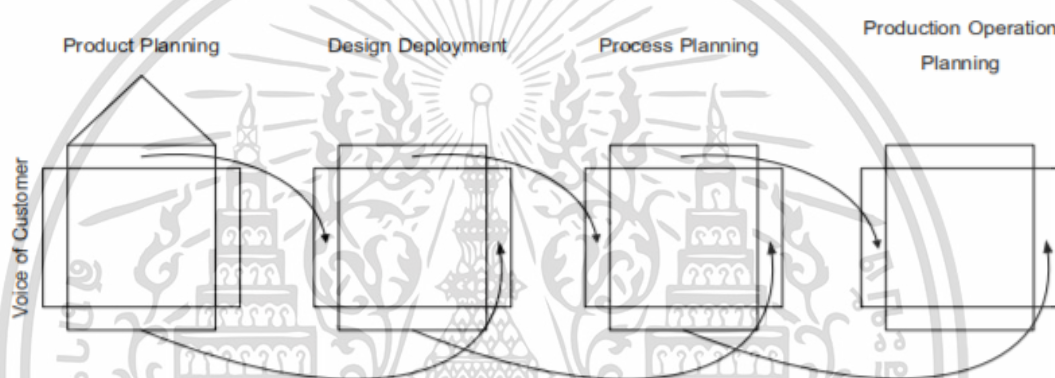 Production Operation
Product Planning
Design Deployment
Process Planning
Planning
Voice of Customer